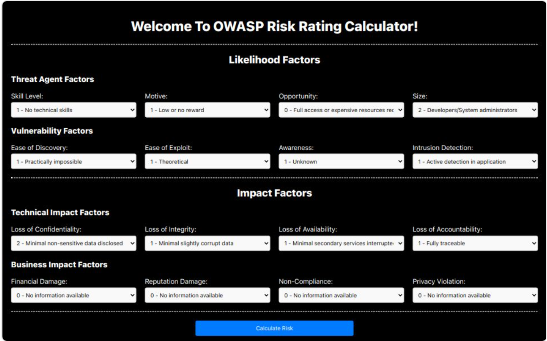 Welcome To OWASP Risk Rating Calculator!
Likelihood Factors
Threat Agent Factors
Skill Level: Motive: Opportunity: Size:
1 - No technical skills 1 - Low or no reward 0 - Full access or expensive resources rec 2 - Developers/System administrators
Vulnerability Factors
Ease of Discovery: Ease of Exploit: Awareness: Intrusion Detection:
1 - Practically impossible 1 - Theoretical 1 - Unknown 1 - Active detection in application
Impact Factors
Technical Impact Factors
Loss of Confidentiality: Loss of Integrity: Loss of Availability: Loss of Accountability:
2 - Minimal non-sensitive data disclosed 1 - Minimal slightly corrupt data 1 - Minimal secondary services interrupte 1 - Fully traceable
Business Impact Factors
Financial Damage: Reputation Damage: Non-Compliance: Privacy Violation:
0 - No information available 0 - No information available 0 - No information available 0 - No information available
Calculate Risk